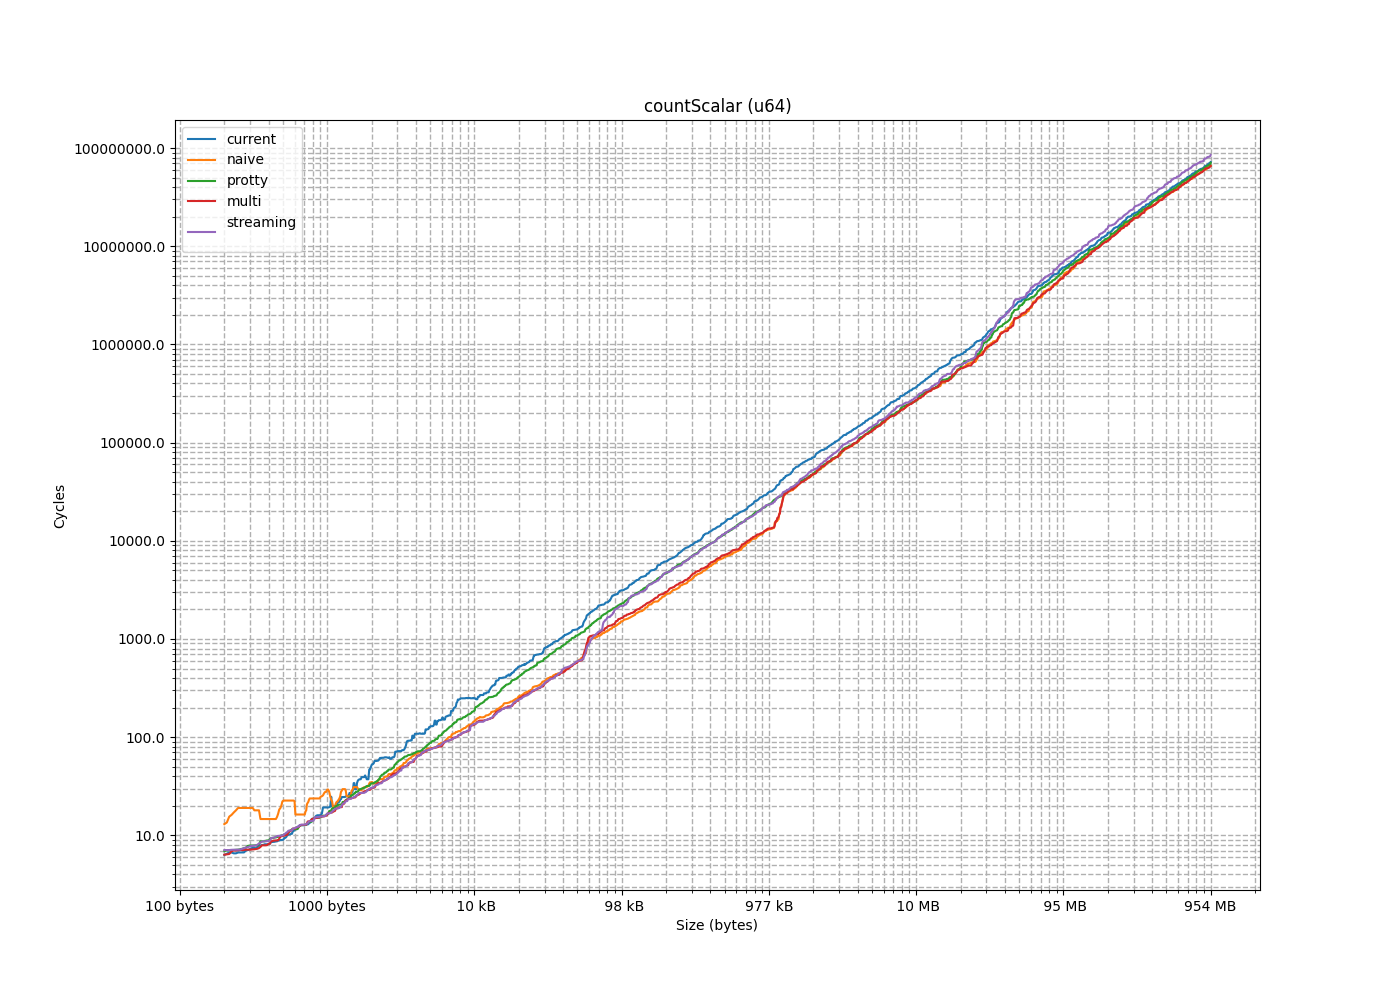 countScalar (u64)
current
naive
protty
multi
streaming
100000000.0
10000000.0
1000000.0
100000.0
10000.0
1000.0
100.0
10.0
Cycles
100 bytes 1000 bytes 10 kB 98 kB 977 kB 10 MB 95 MB 954 MB
Size (bytes)